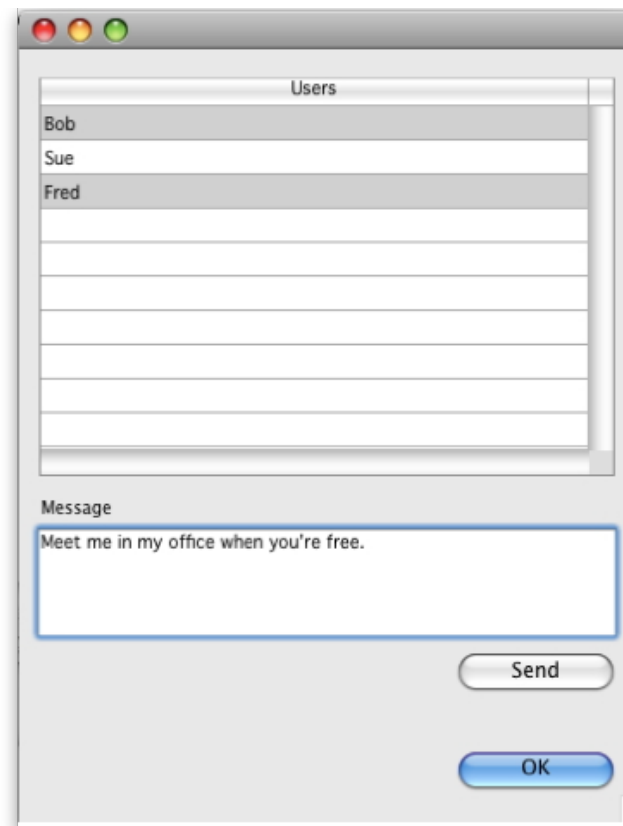 Users
Bob
Sue
Fred
Message
Meet me in my office when you're free.
Send
OK